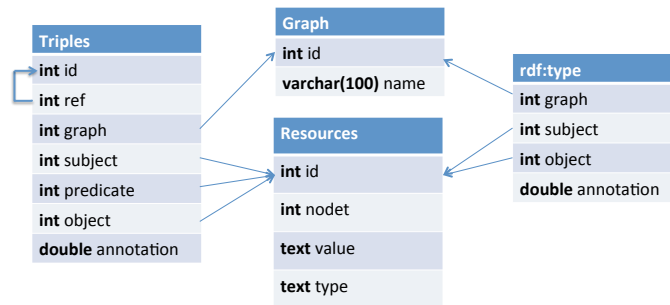 Triples
int id
int ref
int graph
int subject
int predicate
int object
double annotation
Graph
int id
varchar(100) name
Resources
int id
int nodet
text value
text type
rdf:type
int graph
int subject
int object
double annotation